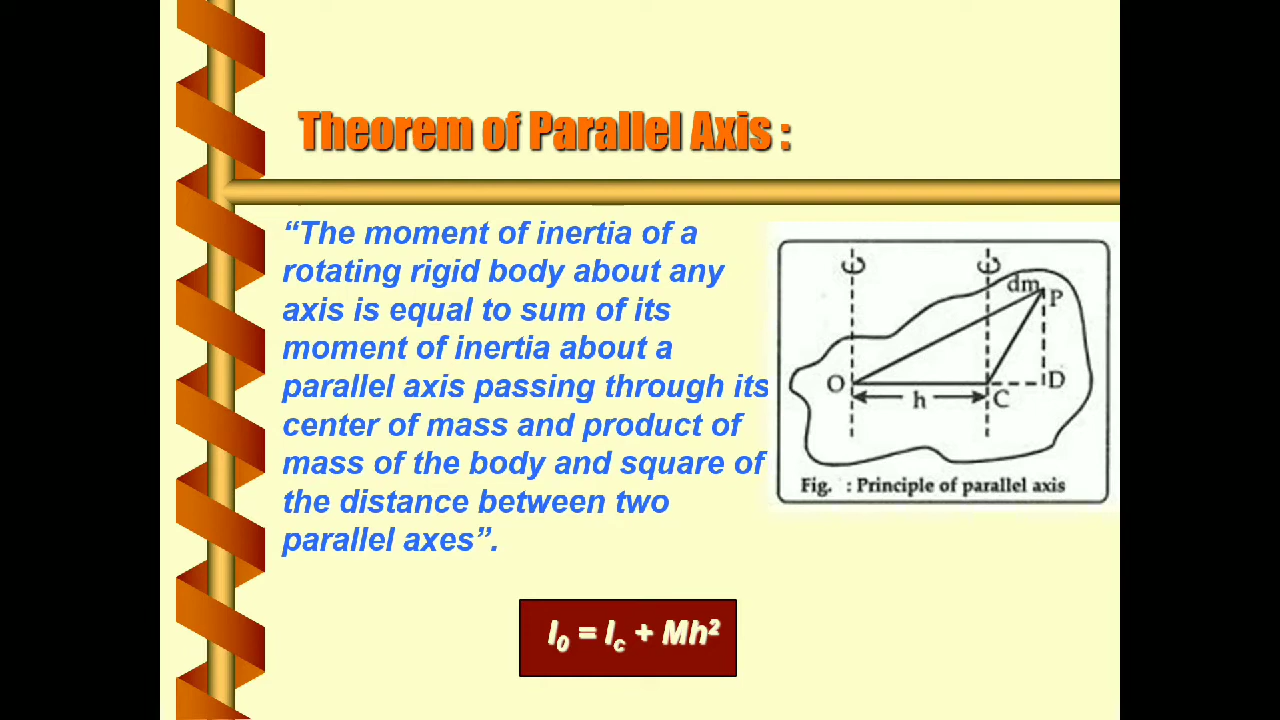 Theorem of Parallel Axis :
“The moment of inertia of a
rotating rigid body about any
axis is equal to sum of its
moment of inertia about a
parallel axis passing through its
center of mass and product of
mass of the body and square of
the distance between two
parallel axes”.
dm
P
O
h
C
D
Fig. : Principle of parallel axis
I₀ = I꜀ + Mh²